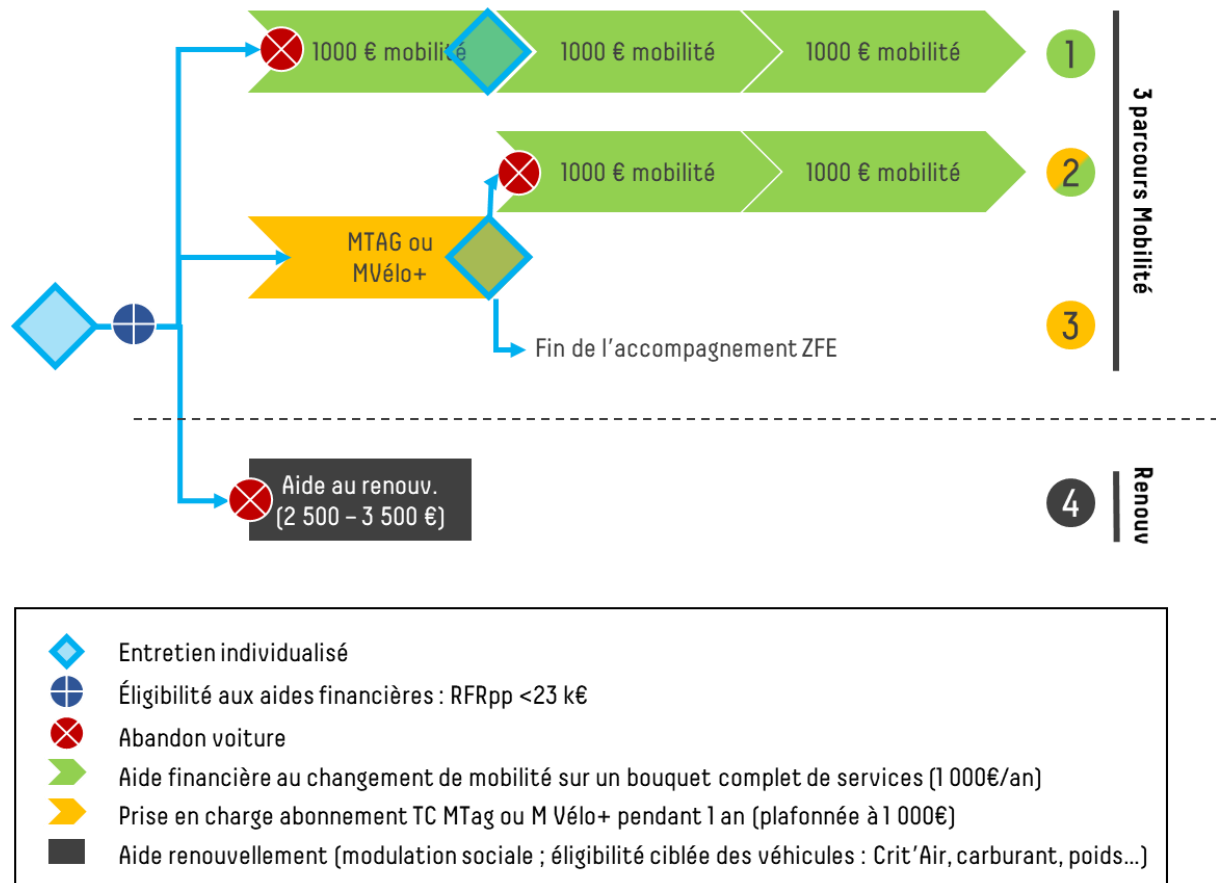 1000 € mobilité
1000 € mobilité
1000 € mobilité
1
1000 € mobilité
1000 € mobilité
2
MTAG ou
MVélo+
3
Fin de l'accompagnement ZFE
3 parcours Mobilité
Aide au renouv.
(2 500 – 3 500 €)
4
Renouv
Entretien individualisé
Éligibilité aux aides financières : RFRpp <23 k€
Abandon voiture
Aide financière au changement de mobilité sur un bouquet complet de services (1 000€/an)
Prise en charge abonnement TC MTag ou M Vélo+ pendant 1 an (plafonnée à 1 000€)
Aide renouvellement (modulation sociale ; éligibilité ciblée des véhicules : Crit'Air, carburant, poids...)